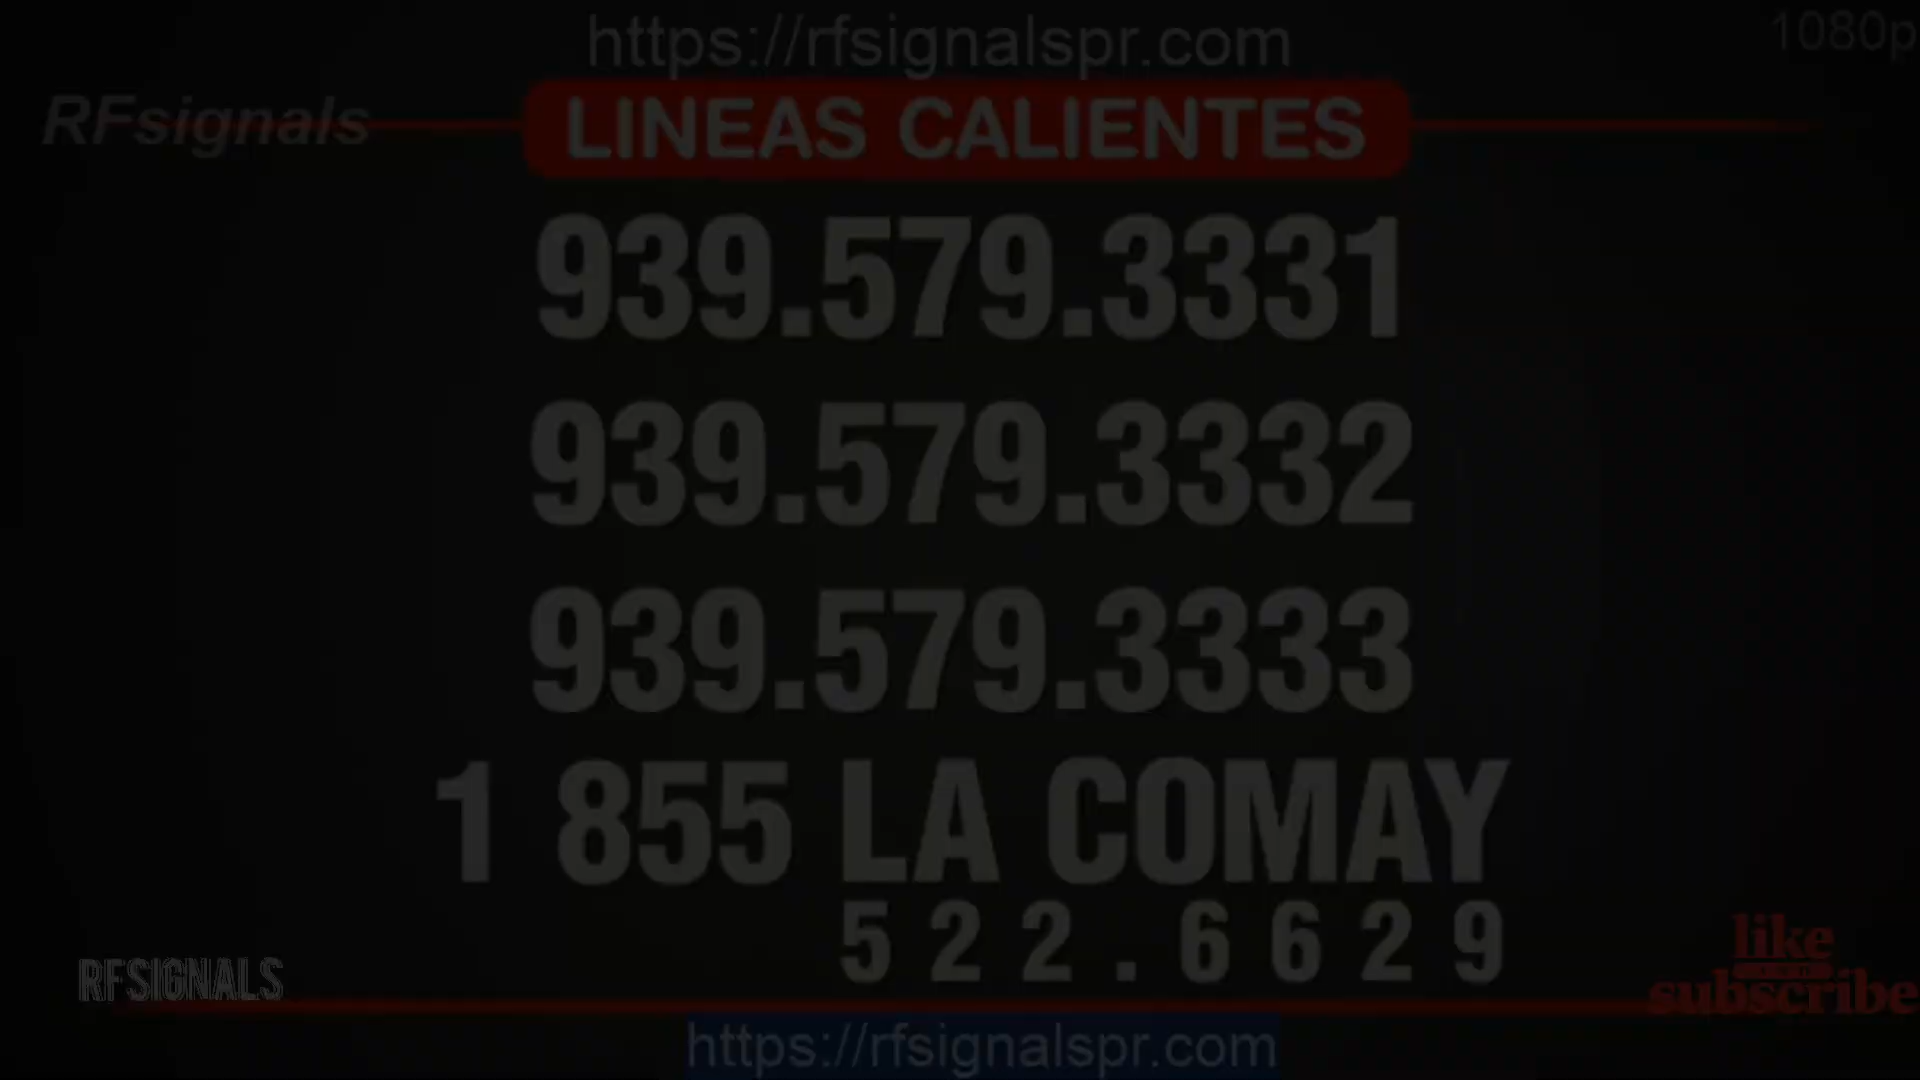 https://rfsignalspr.com
1080p
RFsignals
LINEAS CALIENTES
939.579.3331
939.579.3332
939.579.3333
1 855 LA COMAY
522.6629
RFSIGNALS
like
subscribe
https://rfsignalspr.com